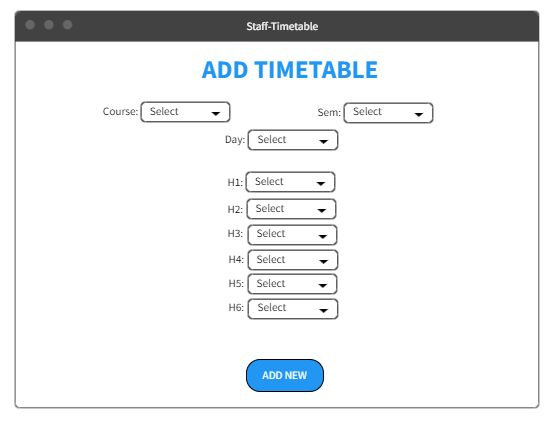 Staff-Timetable
ADD TIMETABLE
Course: Select Sem: Select
Day: Select
H1: Select
H2: Select
H3: Select
H4: Select
H5: Select
H6: Select
ADD NEW